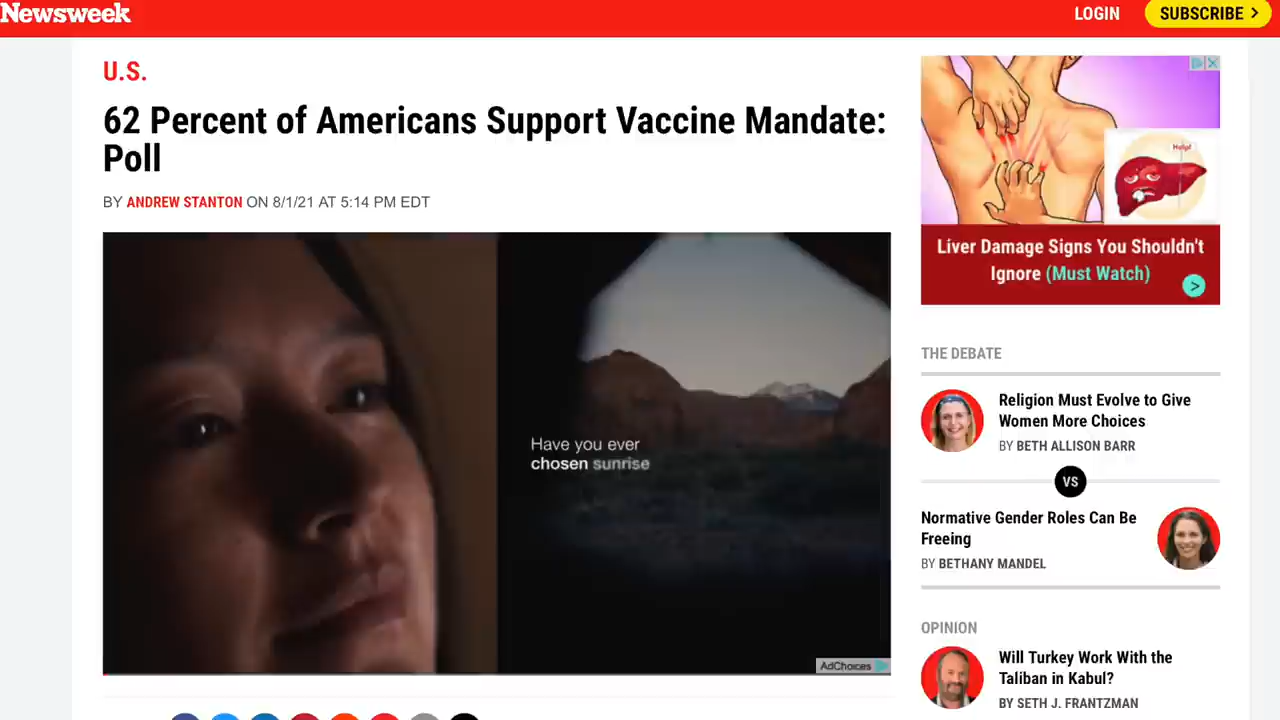 Newsweek
LOGIN
SUBSCRIBE >
U.S.
62 Percent of Americans Support Vaccine Mandate:
Poll
BY ANDREW STANTON ON 8/1/21 AT 5:14 PM EDT
Have you ever
chosen sunrise
AdChoices
Help!
Liver Damage Signs You Shouldn't
Ignore (Must Watch)
>
THE DEBATE
Religion Must Evolve to Give
Women More Choices
BY BETH ALLISON BARR
VS
Normative Gender Roles Can Be
Freeing
BY BETHANY MANDEL
OPINION
Will Turkey Work With the
Taliban in Kabul?
BY SETH J. FRANTZMAN